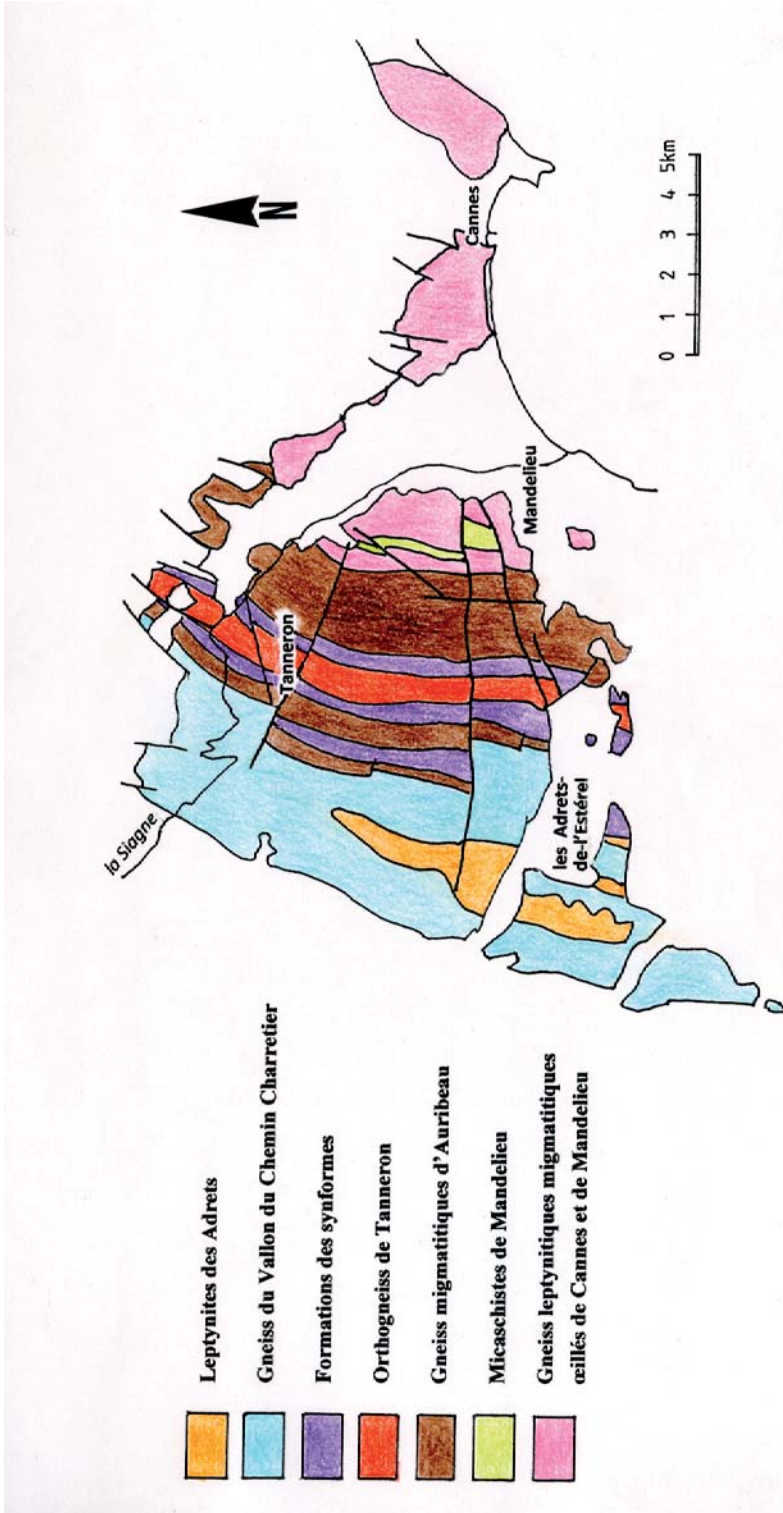 Leptynites des Adrets
Gneiss du Vallon du Chemin Charretier
Formations des synformes
Orthogneiss de Tanneron
Gneiss migmatitiques d'Auribeau
Micaschistes de Mandelieu
Gneiss leptynitiques migmatitiques
œillés de Cannes et de Mandelieu
la Siagne
Tanneron
les Adrets-
de-l'Estérel
Mandelieu
Cannes
N
0 1 2 3 4 5km